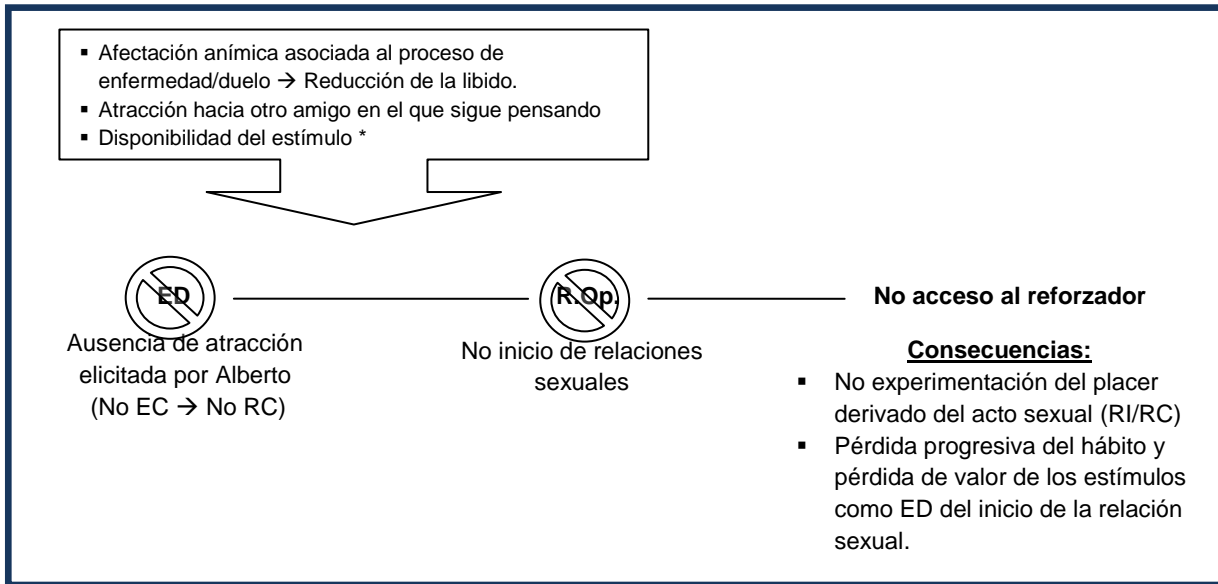 ▪ Afectación anímica asociada al proceso de
enfermedad/duelo → Reducción de la libido.
▪ Atracción hacia otro amigo en el que sigue pensando
▪ Disponibilidad del estímulo *
ED
R.Op.
No acceso al reforzador
Ausencia de atracción
elicitada por Alberto
(No EC → No RC)
No inicio de relaciones
sexuales
Consecuencias:
▪ No experimentación del placer
derivado del acto sexual (RI/RC)
▪ Pérdida progresiva del hábito y
pérdida de valor de los estímulos
como ED del inicio de la relación
sexual.